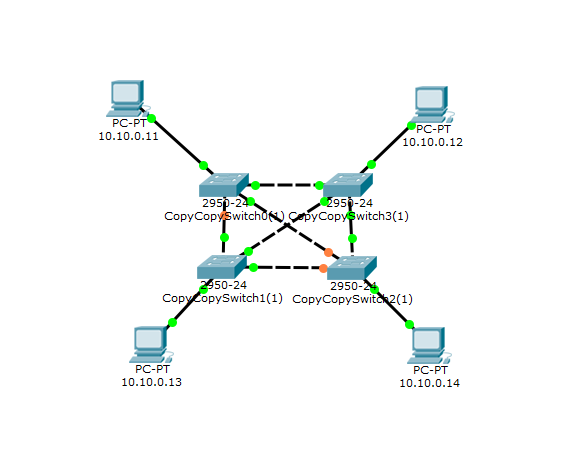 PC-PT
10.10.0.11
PC-PT
10.10.0.12
2950-24
CopyCopySwitch0(1)
2950-24
CopyCopySwitch3(1)
2950-24
CopyCopySwitch1(1)
2950-24
CopyCopySwitch2(1)
PC-PT
10.10.0.13
PC-PT
10.10.0.14